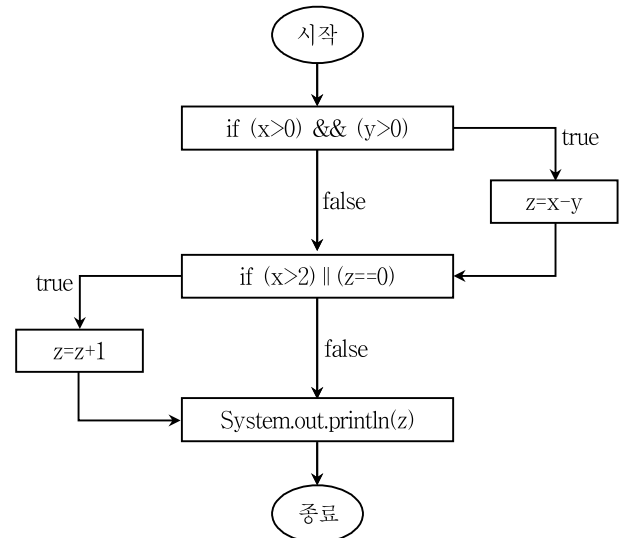 시작
if (x>0) && (y>0)
true
false
z=x-y
if (x>2) || (z==0)
true
false
z=z+1
System.out.println(z)
종료